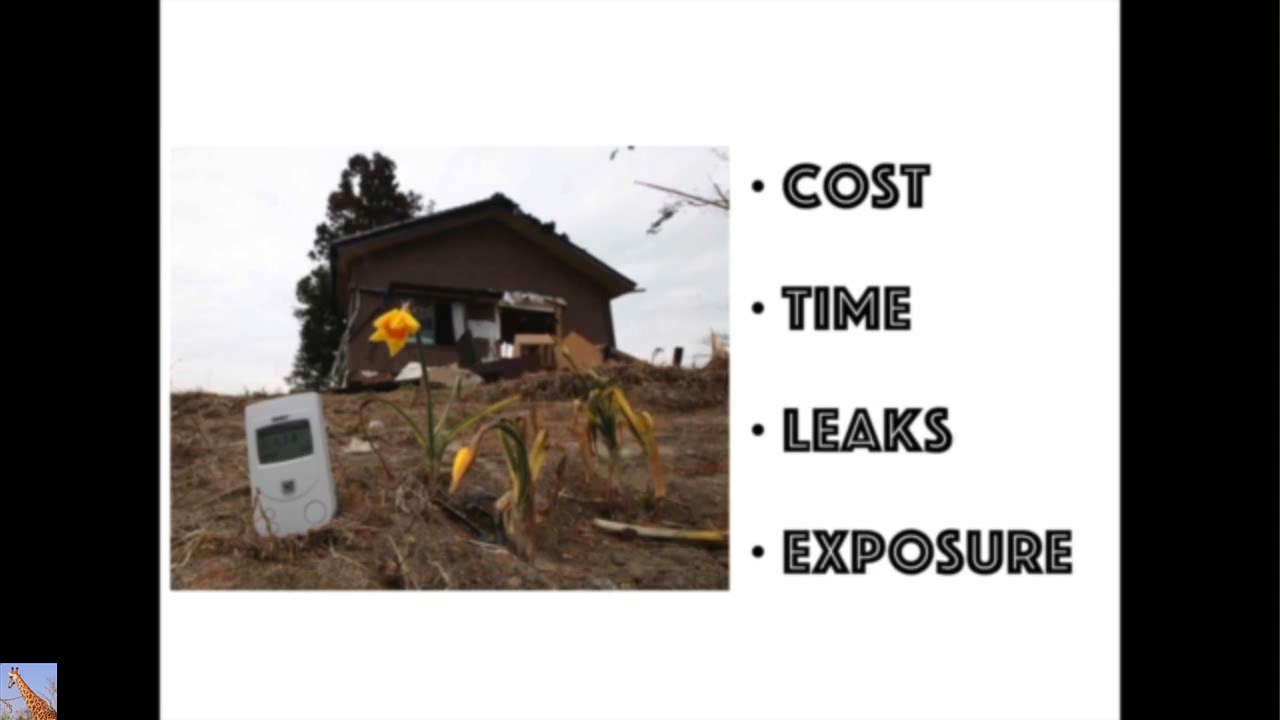 • COST
• TIME
• LEAKS
• EXPOSURE